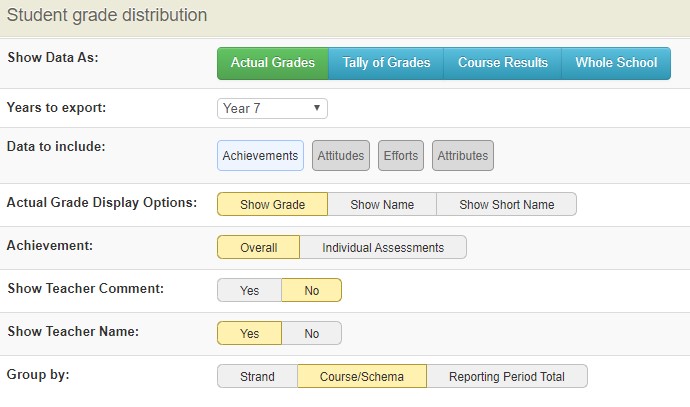 Student grade distribution
Show Data As: Actual Grades Tally of Grades Course Results Whole School
Years to export: Year 7
Data to include: Achievements Attitudes Efforts Attributes
Actual Grade Display Options: Show Grade Show Name Show Short Name
Achievement: Overall Individual Assessments
Show Teacher Comment: Yes No
Show Teacher Name: Yes No
Group by: Strand Course/Schema Reporting Period Total